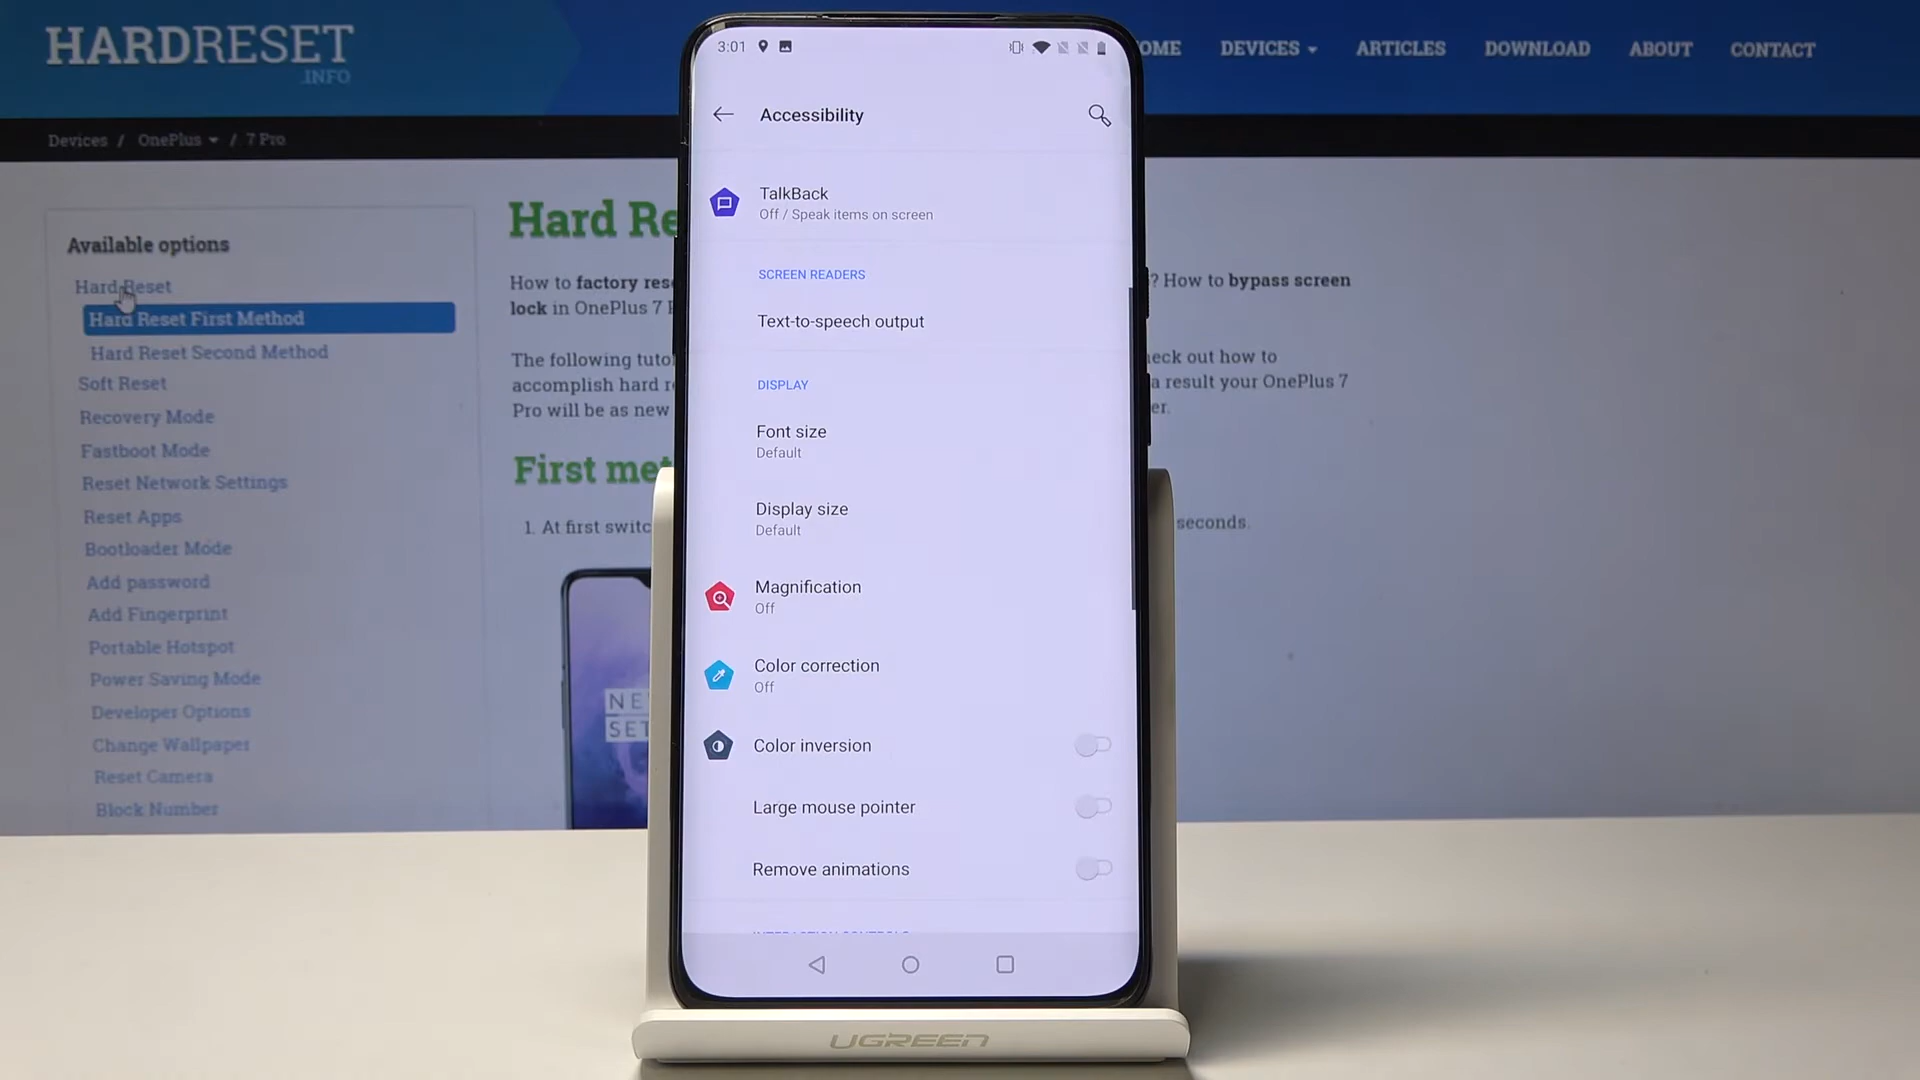 HARDRESET
.INFO
OME DEVICES ARTICLES DOWNLOAD ABOUT CONTACT
Devices / OnePlus / 7 Pro
Available options
Hard Reset
Hard Reset First Method
Hard Reset Second Method
Soft Reset
Recovery Mode
Fastboot Mode
Reset Network Settings
Reset Apps
Bootloader Mode
Add password
Add Fingerprint
Portable Hotspot
Power Saving Mode
Developer Options
Change Wallpaper
Reset Camera
Block Number
Hard Re
How to factory res ? How to bypass screen
lock in OnePlus 7
The following tuto eck out how to
accomplish hard r a result your OnePlus 7
Pro will be as new er.
First met
1. At first switc seconds.
NE
SET
3:01
Accessibility
TalkBack
Off / Speak items on screen
SCREEN READERS
Text-to-speech output
DISPLAY
Font size
Default
Display size
Default
Magnification
Off
Color correction
Off
Color inversion
Large mouse pointer
Remove animations
UGREEN